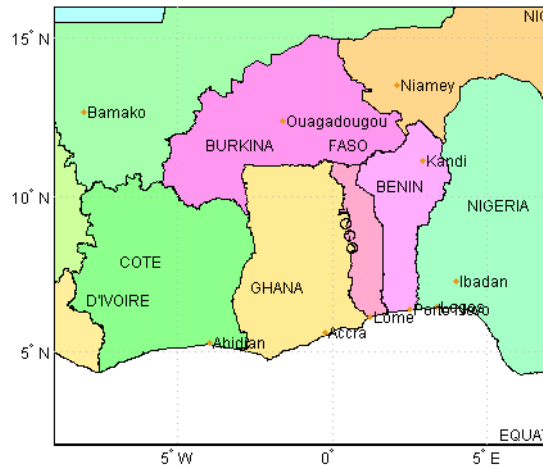 15° N
NI
Niamey
Bamako
Ouagadougou
BURKINA FASO
Kandi
10° N
BENIN
NIGERIA
TOGO
COTE
D'IVOIRE
GHANA
Ibadan
Lagos
Porto Novo
Lome
Accra
Abidjan
5° N
EQUAT
5° W
0°
5° E